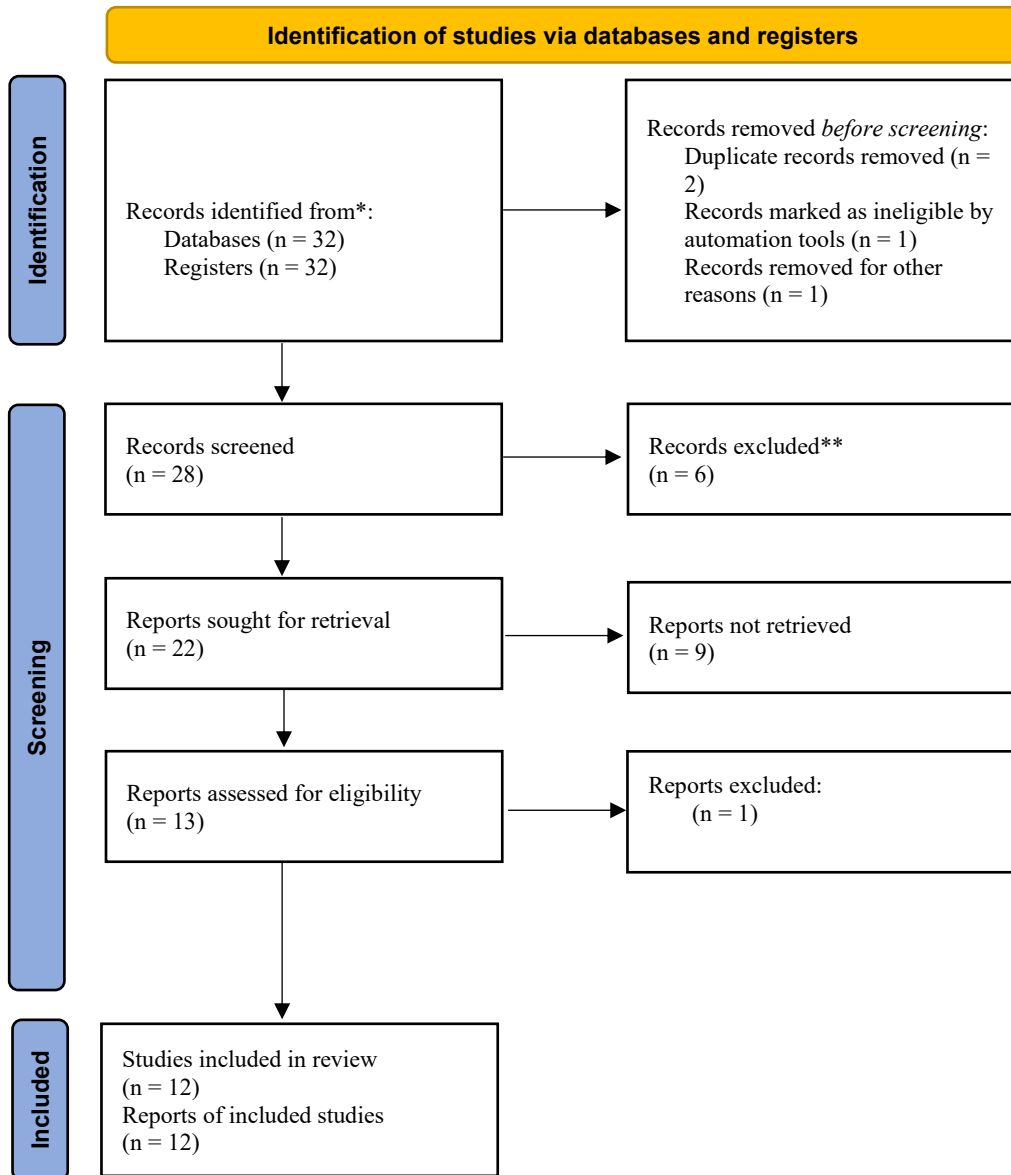 Identification of studies via databases and registers
Identification
Records identified from*:
Databases (n = 32)
Registers (n = 32)
Records removed before screening:
Duplicate records removed (n =
2)
Records marked as ineligible by
automation tools (n = 1)
Records removed for other
reasons (n = 1)
Screening
Records screened
(n = 28)
Records excluded**
(n = 6)
Reports sought for retrieval
(n = 22)
Reports not retrieved
(n = 9)
Reports assessed for eligibility
(n = 13)
Reports excluded:
(n = 1)
Included
Studies included in review
(n = 12)
Reports of included studies
(n = 12)